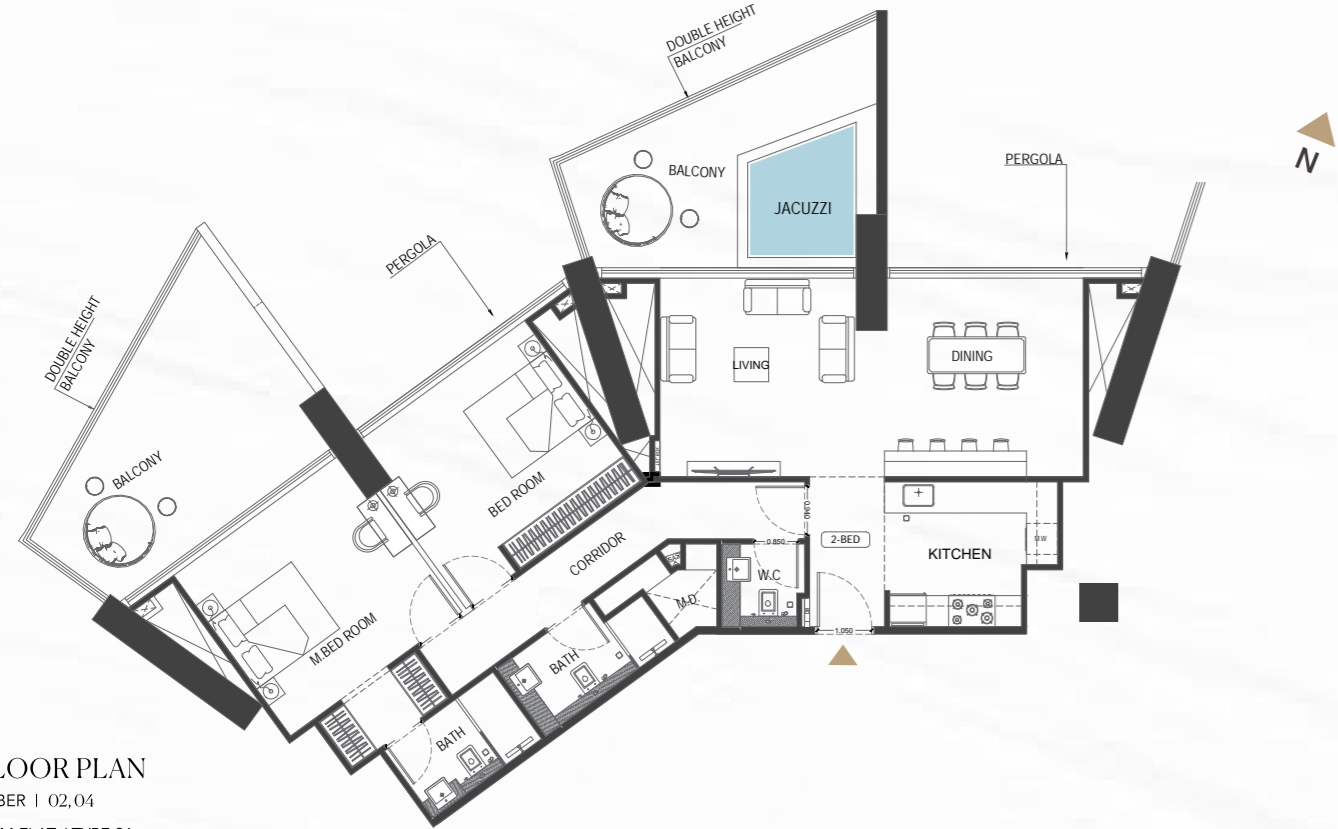 DOUBLE HEIGHT
BALCONY
BALCONY
JACUZZI
PERGOLA
N
PERGOLA
DOUBLE HEIGHT
BALCONY
BALCONY
LIVING
DINING
BED ROOM
M.BED ROOM
CORRIDOR
0.940
0.850
2-BED
KITCHEN
M.W
W.C
M.D.
1.050
BATH
BATH
LOOR PLAN
BER | 02,04